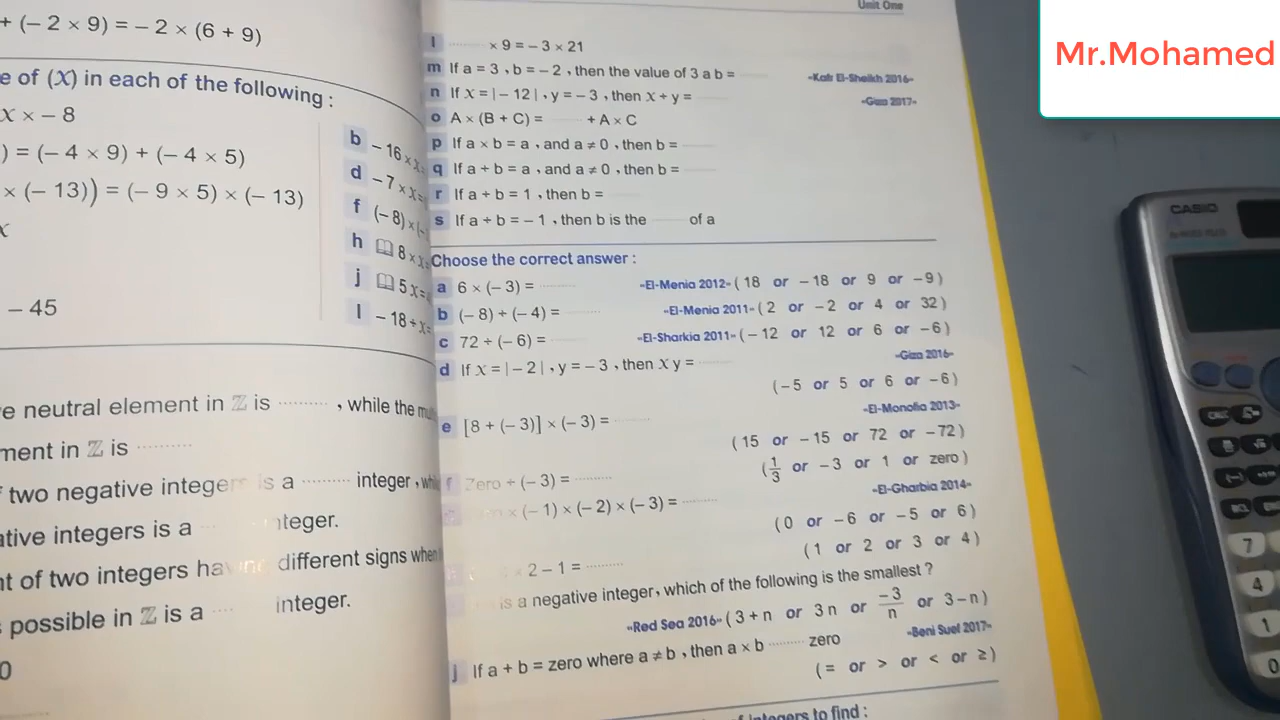 + (− 2 × 9) = − 2 × (6 + 9)
e of (X) in each of the following :
X × − 8
) = (− 4 × 9) + (− 4 × 5)
× (− 13)) = (− 9 × 5) × (− 13)
X
− 45
b − 16 × X
d − 7 × X =
f (− 8) × (−
h 8 × X
j 5 X =
l − 18 ÷ X =
e neutral element in ℤ is ......... , while the mu
ment in ℤ is .........
f two negative integers is a ......... integer , whi
ative integers is a ... integer.
nt of two integers having different signs when
possible in ℤ is a .... integer.
0
Unit One
l ......... × 9 = − 3 × 21
m If a = 3 , b = − 2 , then the value of 3 a b = «Kafr El-Sheikh 2016»
n If X = |− 12| , y = − 3 , then X ÷ y = ......... «Giza 2017»
o A × (B + C) = ......... + A × C
p If a × b = a , and a ≠ 0 , then b = .........
q If a ÷ b = a , and a ≠ 0 , then b = .........
r If a ÷ b = 1 , then b =
s If a ÷ b = − 1 , then b is the ......... of a
Choose the correct answer :
a 6 × (− 3) = ......... «El-Menia 2012» ( 18 or − 18 or 9 or − 9 )
b (− 8) ÷ (− 4) = ......... «El-Menia 2011» ( 2 or − 2 or 4 or 32 )
c 72 ÷ (− 6) = ......... «El-Sharkia 2011» ( − 12 or 12 or 6 or − 6 )
d If X = |− 2| , y = − 3 , then X y = ......... «Giza 2016»
( − 5 or 5 or 6 or − 6 )
«El-Monofia 2013»
e [8 + (− 3)] × (− 3) = .........
( 15 or − 15 or 72 or − 72 )
f Zero ÷ (− 3) = ......... ( 1/3 or − 3 or 1 or zero )
«El-Gharbia 2014»
× (− 1) × (− 2) × (− 3) = .........
( 0 or − 6 or − 5 or 6 )
× 2 − 1 = ......... ( 1 or 2 or 3 or 4 )
is a negative integer, which of the following is the smallest ?
«Red Sea 2016» ( 3 + n or 3 n or −3/n or 3 − n )
«Beni Suef 2017»
j If a + b = zero where a ≠ b , then a × b ......... zero
( = or > or < or ≥ )
of integers to find :
Mr.Mohamed
CASIO
7
4
1
0